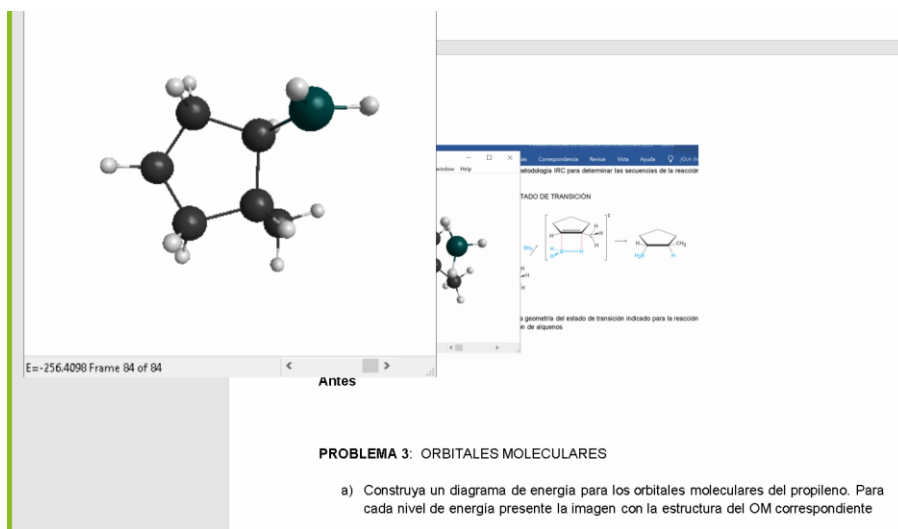 Correspondencia Revisar Vista Ayuda
window Help
metodología IRC para determinar las secuencias de la reacción
TADO DE TRANSICIÓN
H
H
H
H
H
CH₃
H
H
H₂B
H
geometría del estado de transición indicado para la reacción
de alquenos
E=-256.4098 Frame 84 of 84
Antes
PROBLEMA 3: ORBITALES MOLECULARES
a) Construya un diagrama de energía para los orbitales moleculares del propileno. Para
cada nivel de energía presente la imagen con la estructura del OM correspondiente